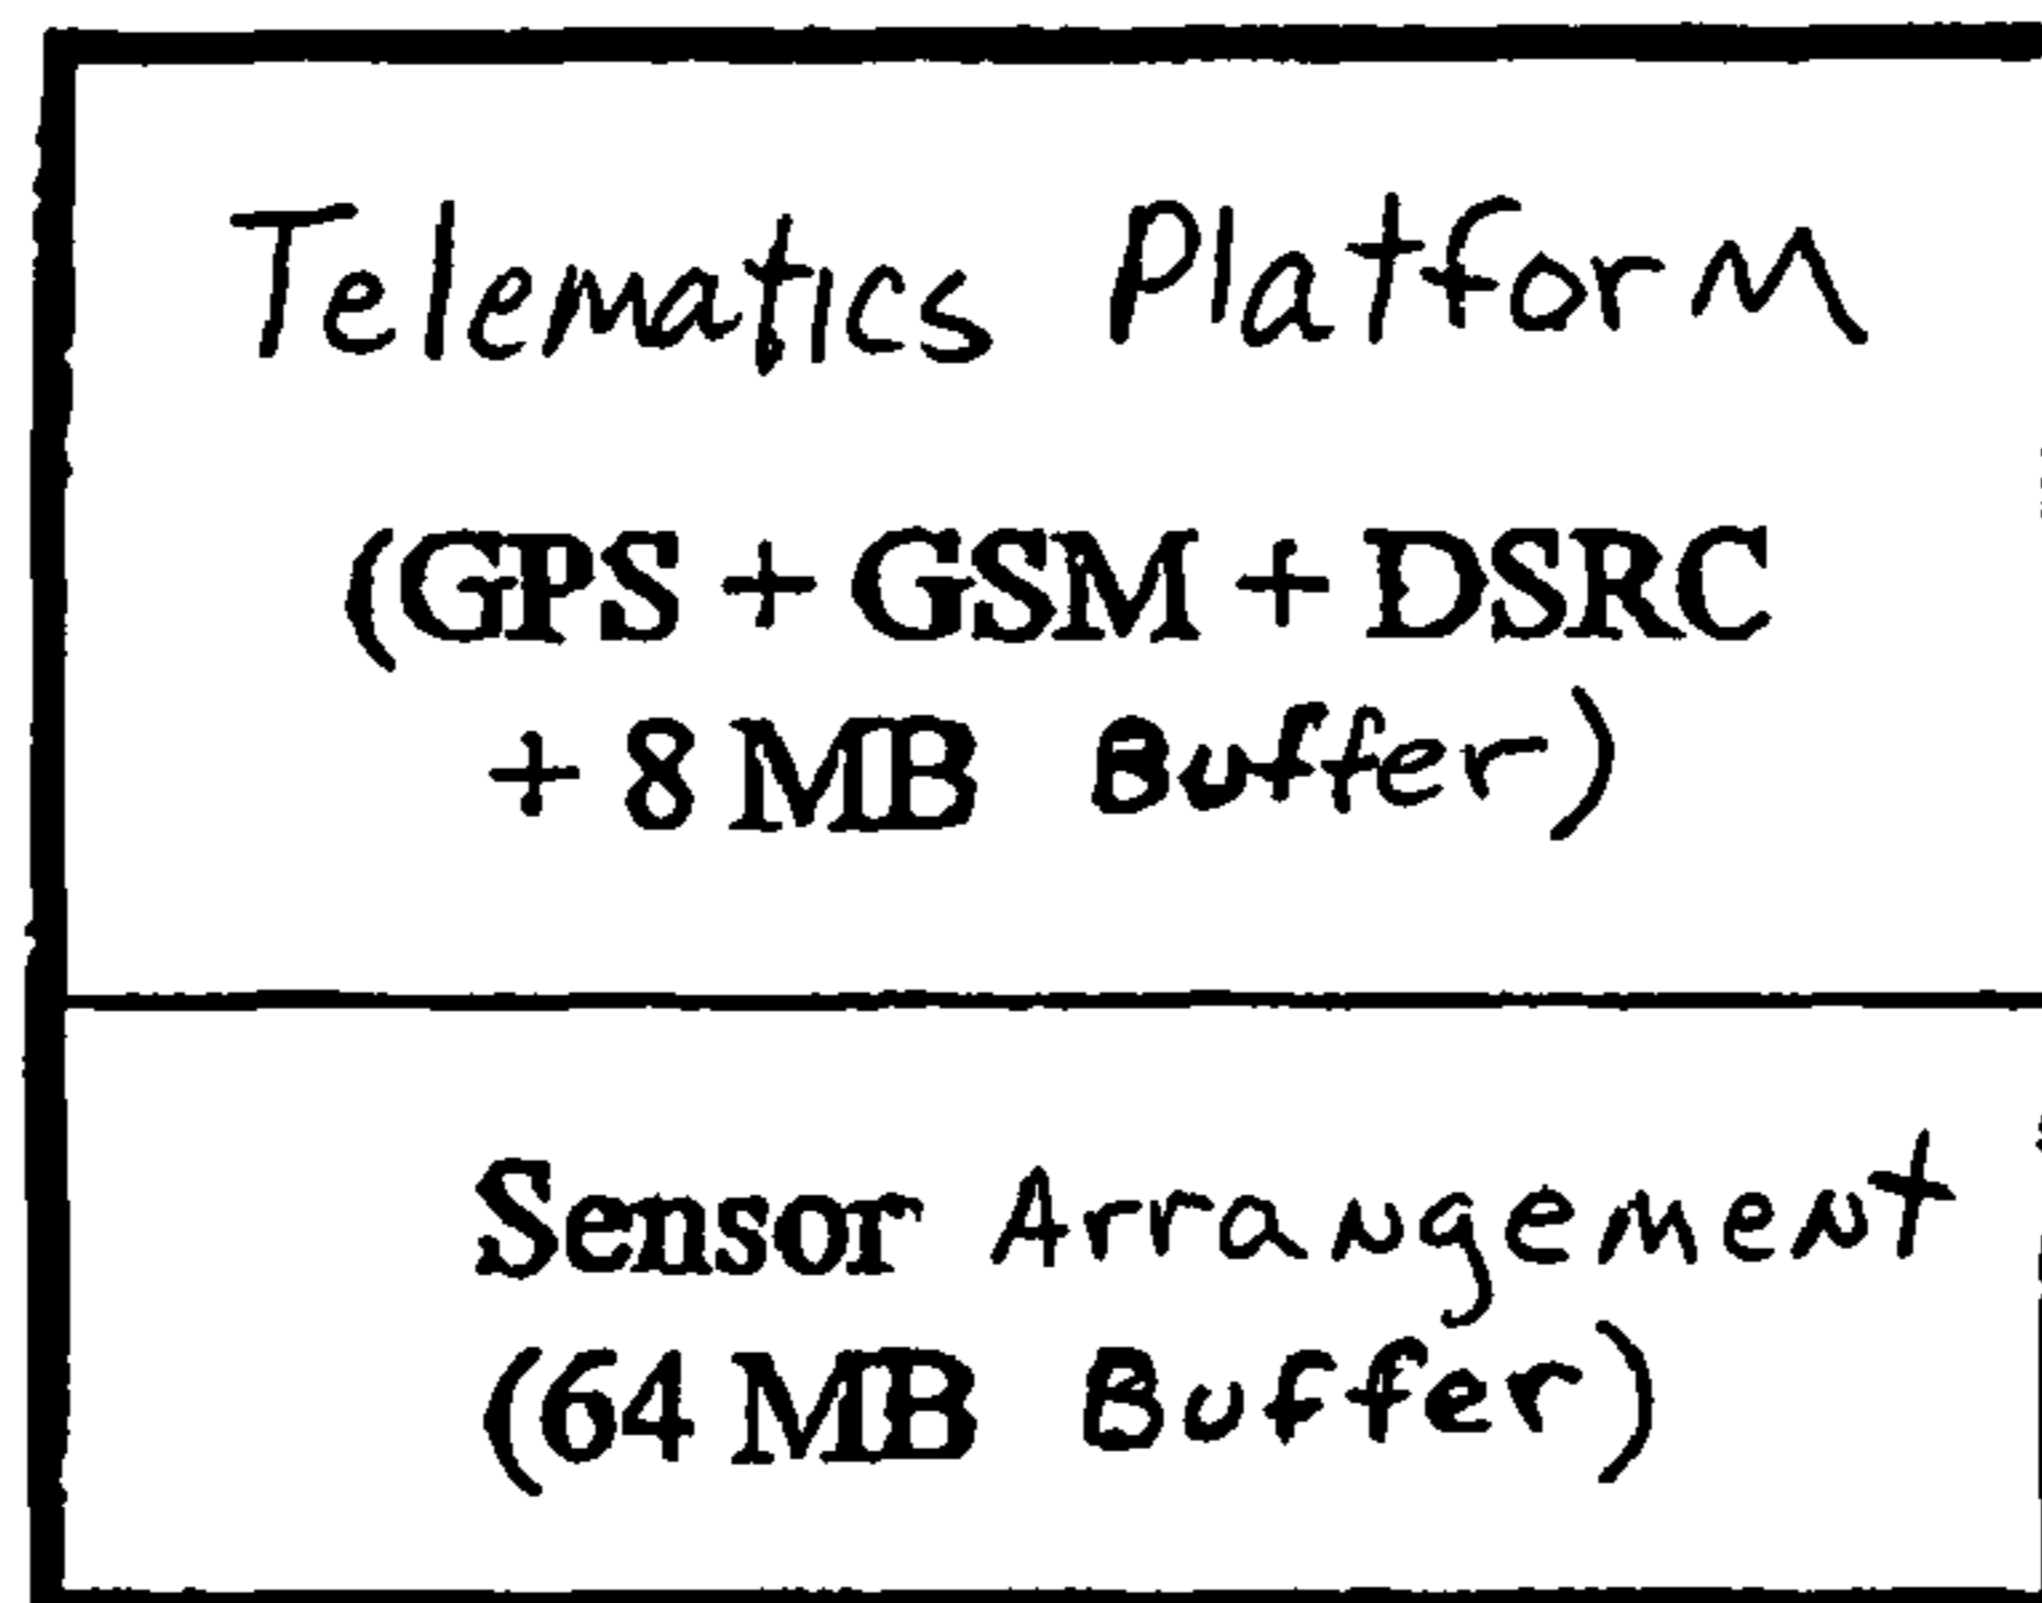 Telematics Platform
(GPS + GSM + DSRC
+ 8 MB Buffer)
Sensor Arrangement
(64 MB Buffer)